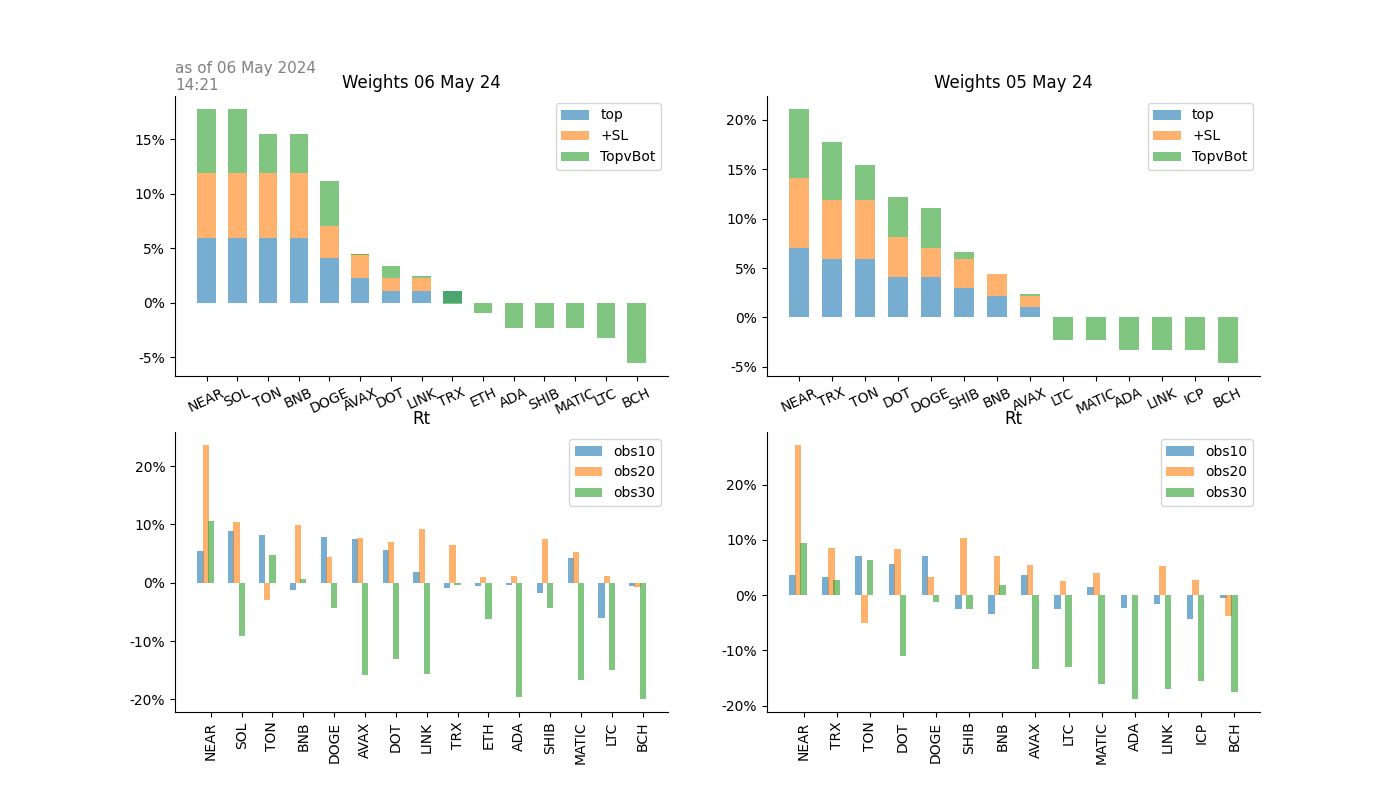 as of 06 May 2024
14:21
Weights 06 May 24
top
+SL
TopvBot
15%
10%
5%
0%
-5%
NEAR SOL TON BNB DOGE AVAX DOT LINK TRX ETH ADA SHIB MATIC LTC BCH
Weights 05 May 24
top
+SL
TopvBot
20%
15%
10%
5%
0%
-5%
NEAR TRX TON DOT DOGE SHIB BNB AVAX LTC MATIC ADA LINK ICP BCH
Rt
obs10
obs20
obs30
20%
10%
0%
-10%
-20%
NEAR SOL TON BNB DOGE AVAX DOT LINK TRX ETH ADA SHIB MATIC LTC BCH
Rt
obs10
obs20
obs30
20%
10%
0%
-10%
-20%
NEAR TRX TON DOT DOGE SHIB BNB AVAX LTC MATIC ADA LINK ICP BCH